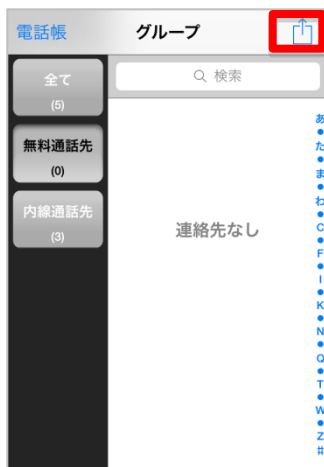 電話帳
グループ
全て
(5)
検索
無料通話先
(0)
内線通話先
(3)
連絡先なし
あ
た
ま
わ
C
F
I
K
N
Q
T
W
Z
#